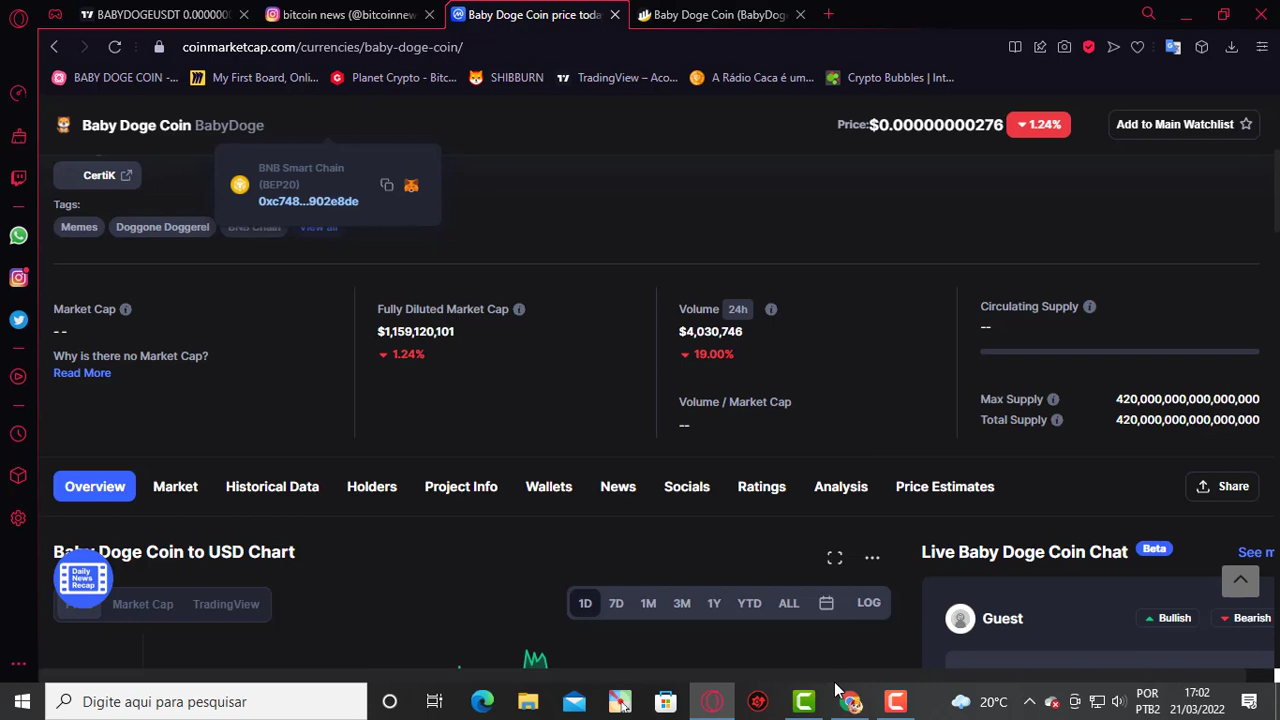 BABYDOGEUSDT 0.0000000
bitcoin news (@bitcoinnew
Baby Doge Coin price toda
Baby Doge Coin (BabyDog
coinmarketcap.com/currencies/baby-doge-coin/
BABY DOGE COIN -...
My First Board, Onli...
Planet Crypto - Bitc...
SHIBBURN
TradingView – Aco...
A Rádio Caca é um...
Crypto Bubbles | Int...
Baby Doge Coin BabyDoge
Price: $0.00000000276 1.24%
Add to Main Watchlist
CertiK
BNB Smart Chain
(BEP20)
0xc748...902e8de
Tags:
Memes
Doggone Doggerel
BNB Chain
View all
Market Cap
- -
Why is there no Market Cap?
Read More
Fully Diluted Market Cap
$1,159,120,101
1.24%
Volume 24h
$4,030,746
19.00%
Volume / Market Cap
--
Circulating Supply
--
Max Supply 420,000,000,000,000,000
Total Supply 420,000,000,000,000,000
Overview Market Historical Data Holders Project Info Wallets News Socials Ratings Analysis Price Estimates
Share
Baby Doge Coin to USD Chart
Daily
News
Recap
Market Cap TradingView
1D 7D 1M 3M 1Y YTD ALL LOG
Live Baby Doge Coin Chat Beta
See m
Guest
Bullish
Bearish
Digite aqui para pesquisar
20°C
POR
PTB2
17:02
21/03/2022